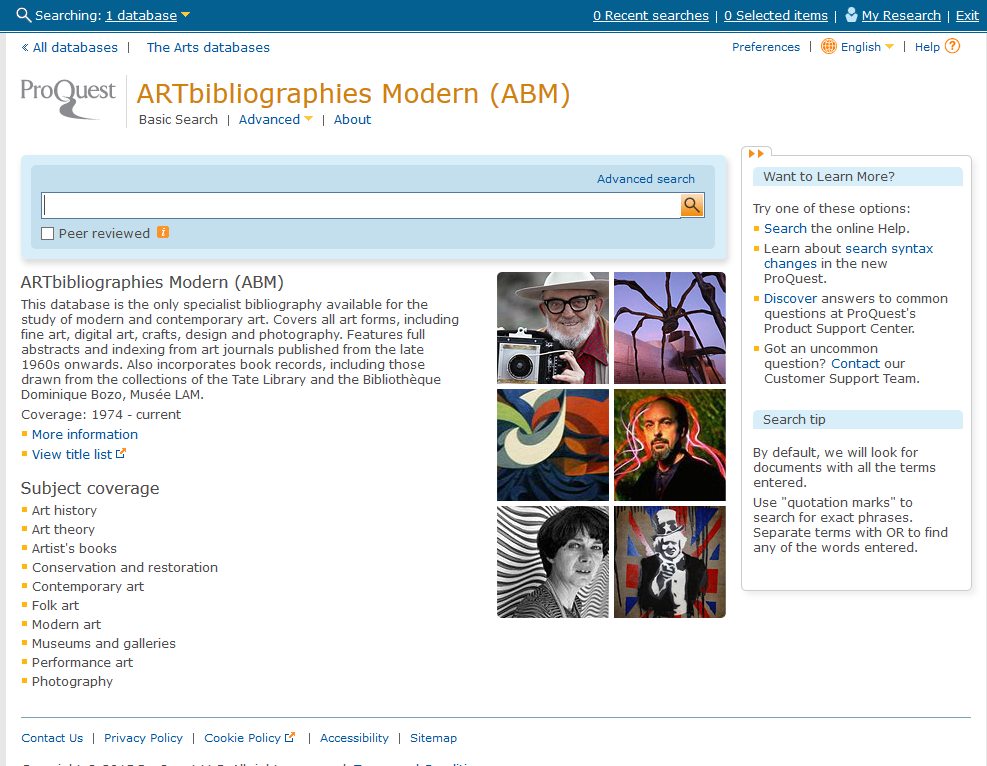 Searching: 1 database
0 Recent searches | 0 Selected items | My Research | Exit
« All databases | The Arts databases
Preferences | English | Help ?
ProQuest
ARTbibliographies Modern (ABM)
Basic Search | Advanced | About
Advanced search
Peer reviewed i
ARTbibliographies Modern (ABM)
This database is the only specialist bibliography available for the
study of modern and contemporary art. Covers all art forms, including
fine art, digital art, crafts, design and photography. Features full
abstracts and indexing from art journals published from the late
1960s onwards. Also incorporates book records, including those
drawn from the collections of the Tate Library and the Bibliothèque
Dominique Bozo, Musée LAM.
Coverage: 1974 - current
More information
View title list
Subject coverage
Art history
Art theory
Artist's books
Conservation and restoration
Contemporary art
Folk art
Modern art
Museums and galleries
Performance art
Photography
Want to Learn More?
Try one of these options:
Search the online Help.
Learn about search syntax
changes in the new
ProQuest.
Discover answers to common
questions at ProQuest's
Product Support Center.
Got an uncommon
question? Contact our
Customer Support Team.
Search tip
By default, we will look for
documents with all the terms
entered.
Use "quotation marks" to
search for exact phrases.
Separate terms with OR to find
any of the words entered.
Contact Us | Privacy Policy | Cookie Policy | Accessibility | Sitemap